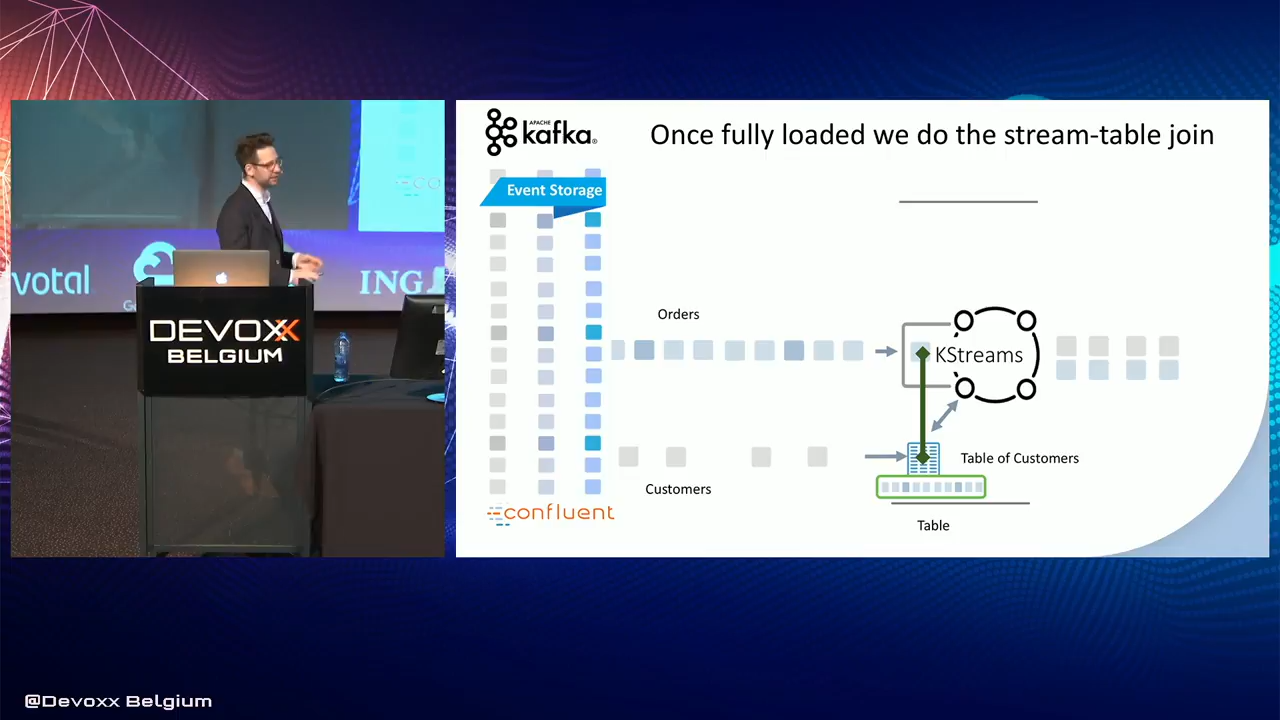 votal
ING
DEVOXX
BELGIUM
APACHE
kafka®
Once fully loaded we do the stream-table join
Event Storage
Orders
KStreams
Table of Customers
Customers
confluent
Table
@Devoxx Belgium